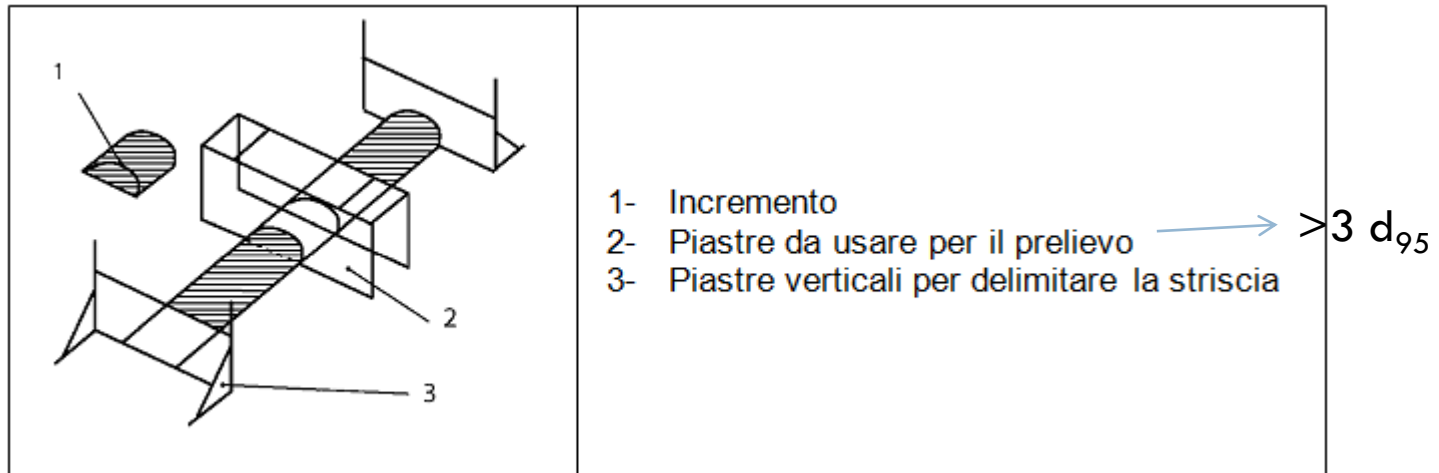 1
2
3
1- Incremento
2- Piastre da usare per il prelievo
>3 d₉₅
3- Piastre verticali per delimitare la striscia